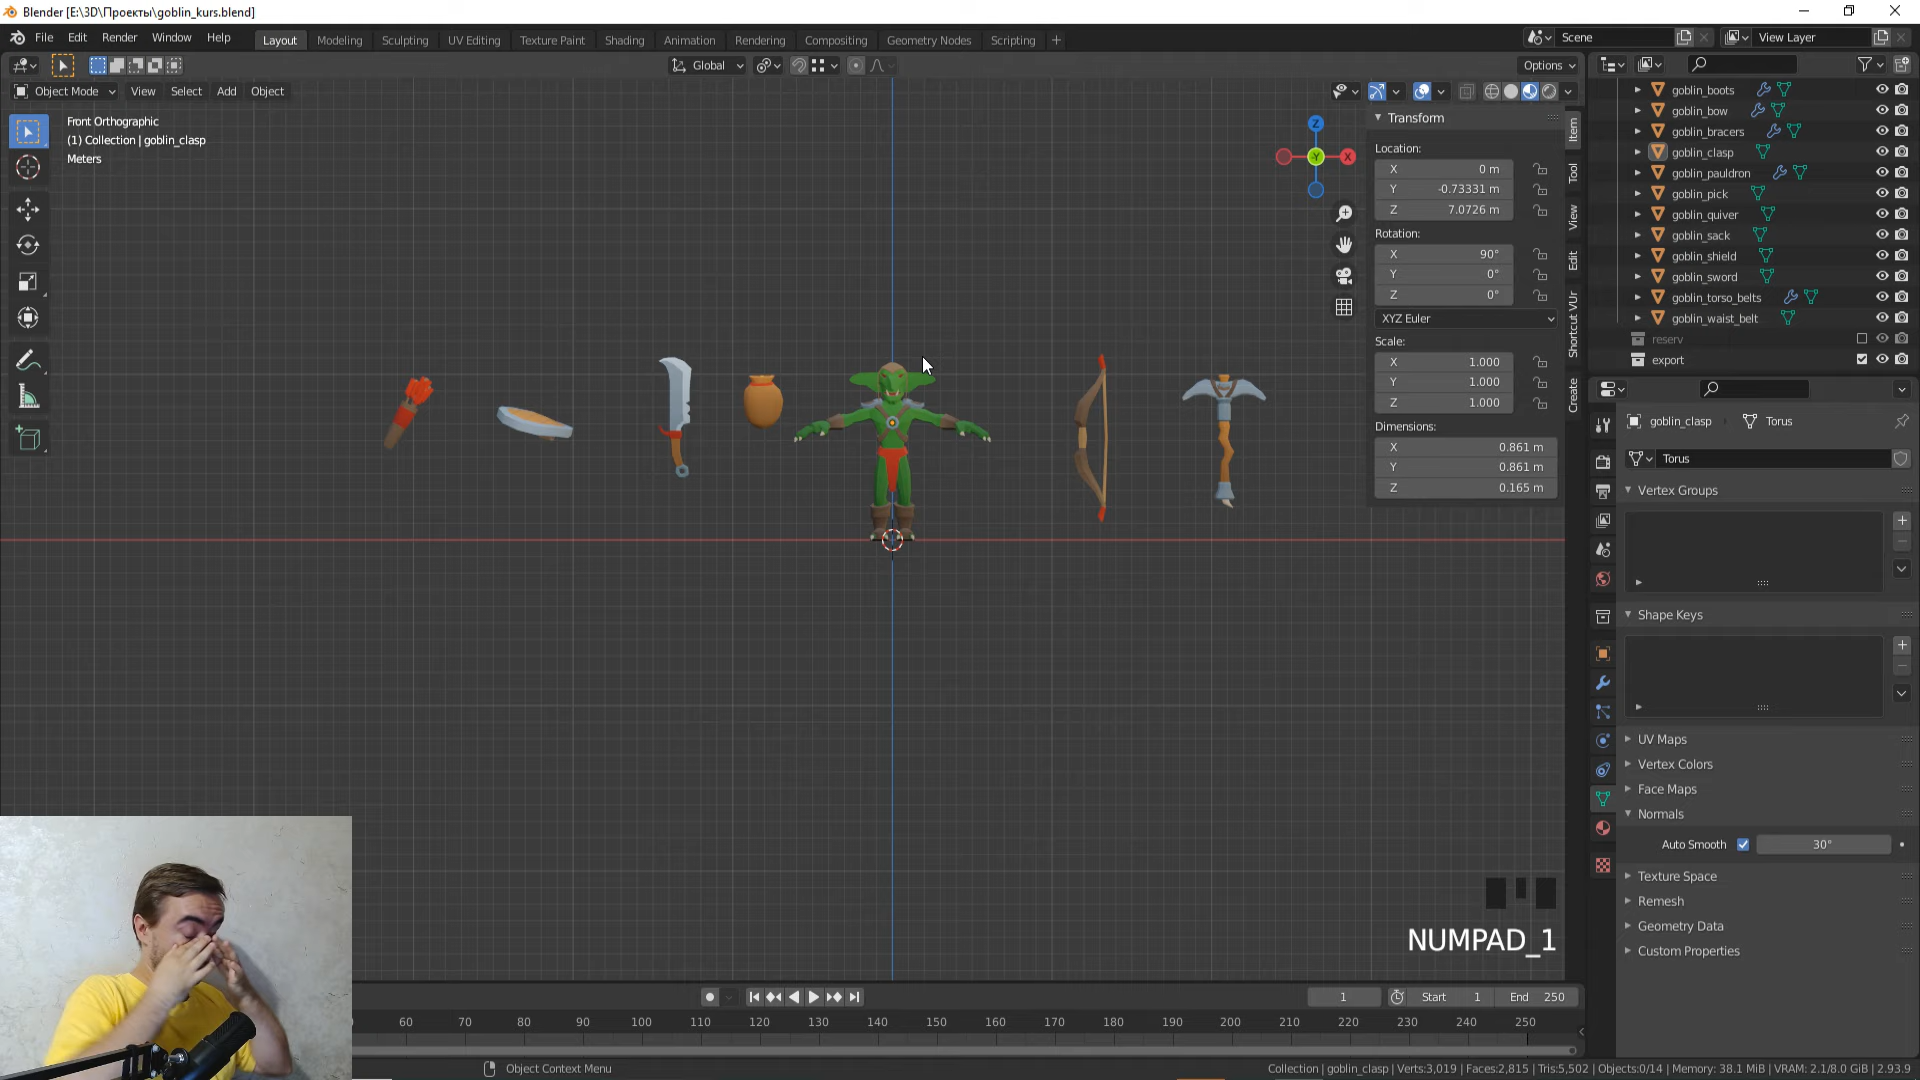 Blender [E:\3D\Проекты\goblin_kurs.blend]
File Edit Render Window Help Layout Modeling Sculpting UV Editing Texture Paint Shading Animation Rendering Compositing Geometry Nodes Scripting + Scene View Layer
Global Options
Object Mode View Select Add Object
Front Orthographic
(1) Collection | goblin_clasp
Meters
Z
X
-Y
Transform
Location:
X 0 m
Y -0.73331 m
Z 7.0726 m
Rotation:
X 90°
Y 0°
Z 0°
XYZ Euler
Scale:
X 1.000
Y 1.000
Z 1.000
Dimensions:
X 0.861 m
Y 0.861 m
Z 0.165 m
Item
Tool
View
Edit
Shortcut VUr
Create
goblin_boots
goblin_bow
goblin_bracers
goblin_clasp
goblin_pauldron
goblin_pick
goblin_quiver
goblin_sack
goblin_shield
goblin_sword
goblin_torso_belts
goblin_waist_belt
reserv
export
goblin_clasp Torus
Torus
Vertex Groups
Shape Keys
UV Maps
Vertex Colors
Face Maps
Normals
Auto Smooth 30°
Texture Space
Remesh
Geometry Data
Custom Properties
NUMPAD_1
1 Start 1 End 250
60 70 80 90 100 110 120 130 140 150 160 170 180 190 200 210 220 230 240 250
Object Context Menu
Collection | goblin_clasp | Verts:3,019 | Faces:2,815 | Tris:5,502 | Objects:0/14 | Memory: 38.1 MiB | VRAM: 2.1/8.0 GiB | 2.93.9